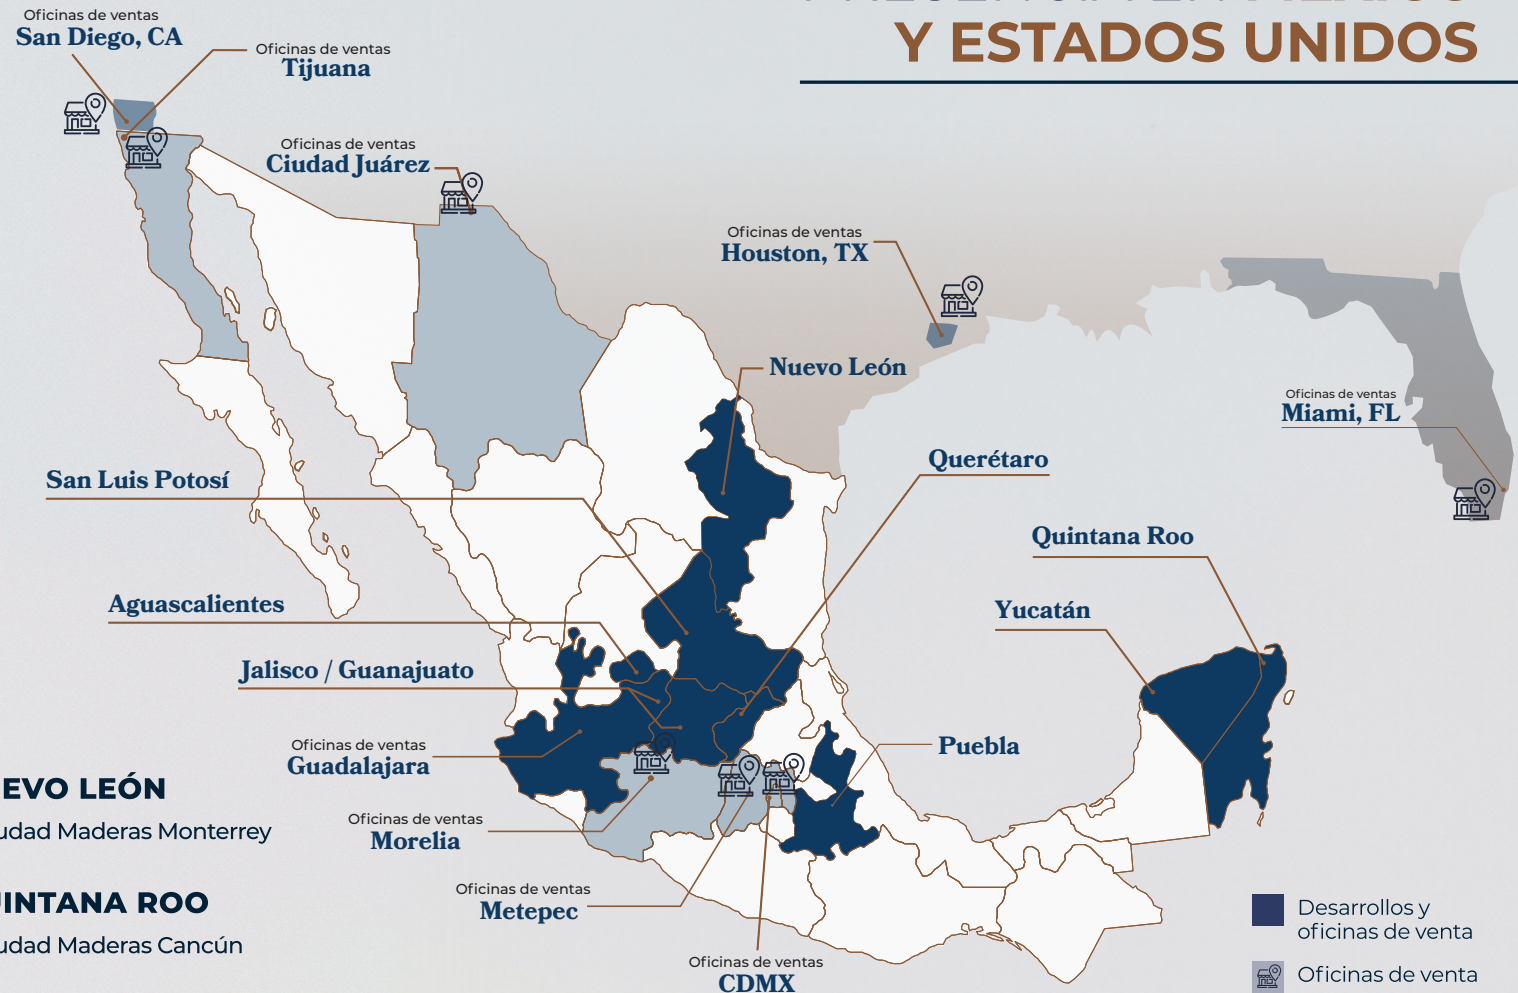 Y ESTADOS UNIDOS
Oficinas de ventas
San Diego, CA
Oficinas de ventas
Tijuana
Oficinas de ventas
Ciudad Juárez
Oficinas de ventas
Houston, TX
Nuevo León
Oficinas de ventas
Miami, FL
Querétaro
San Luis Potosí
Quintana Roo
Aguascalientes
Yucatán
Jalisco / Guanajuato
Oficinas de ventas
Guadalajara
Puebla
EVO LEÓN
udad Maderas Monterrey
Oficinas de ventas
Morelia
Oficinas de ventas
Metepec
INTANA ROO
udad Maderas Cancún
Oficinas de ventas
CDMX
Desarrollos y
oficinas de venta
Oficinas de venta